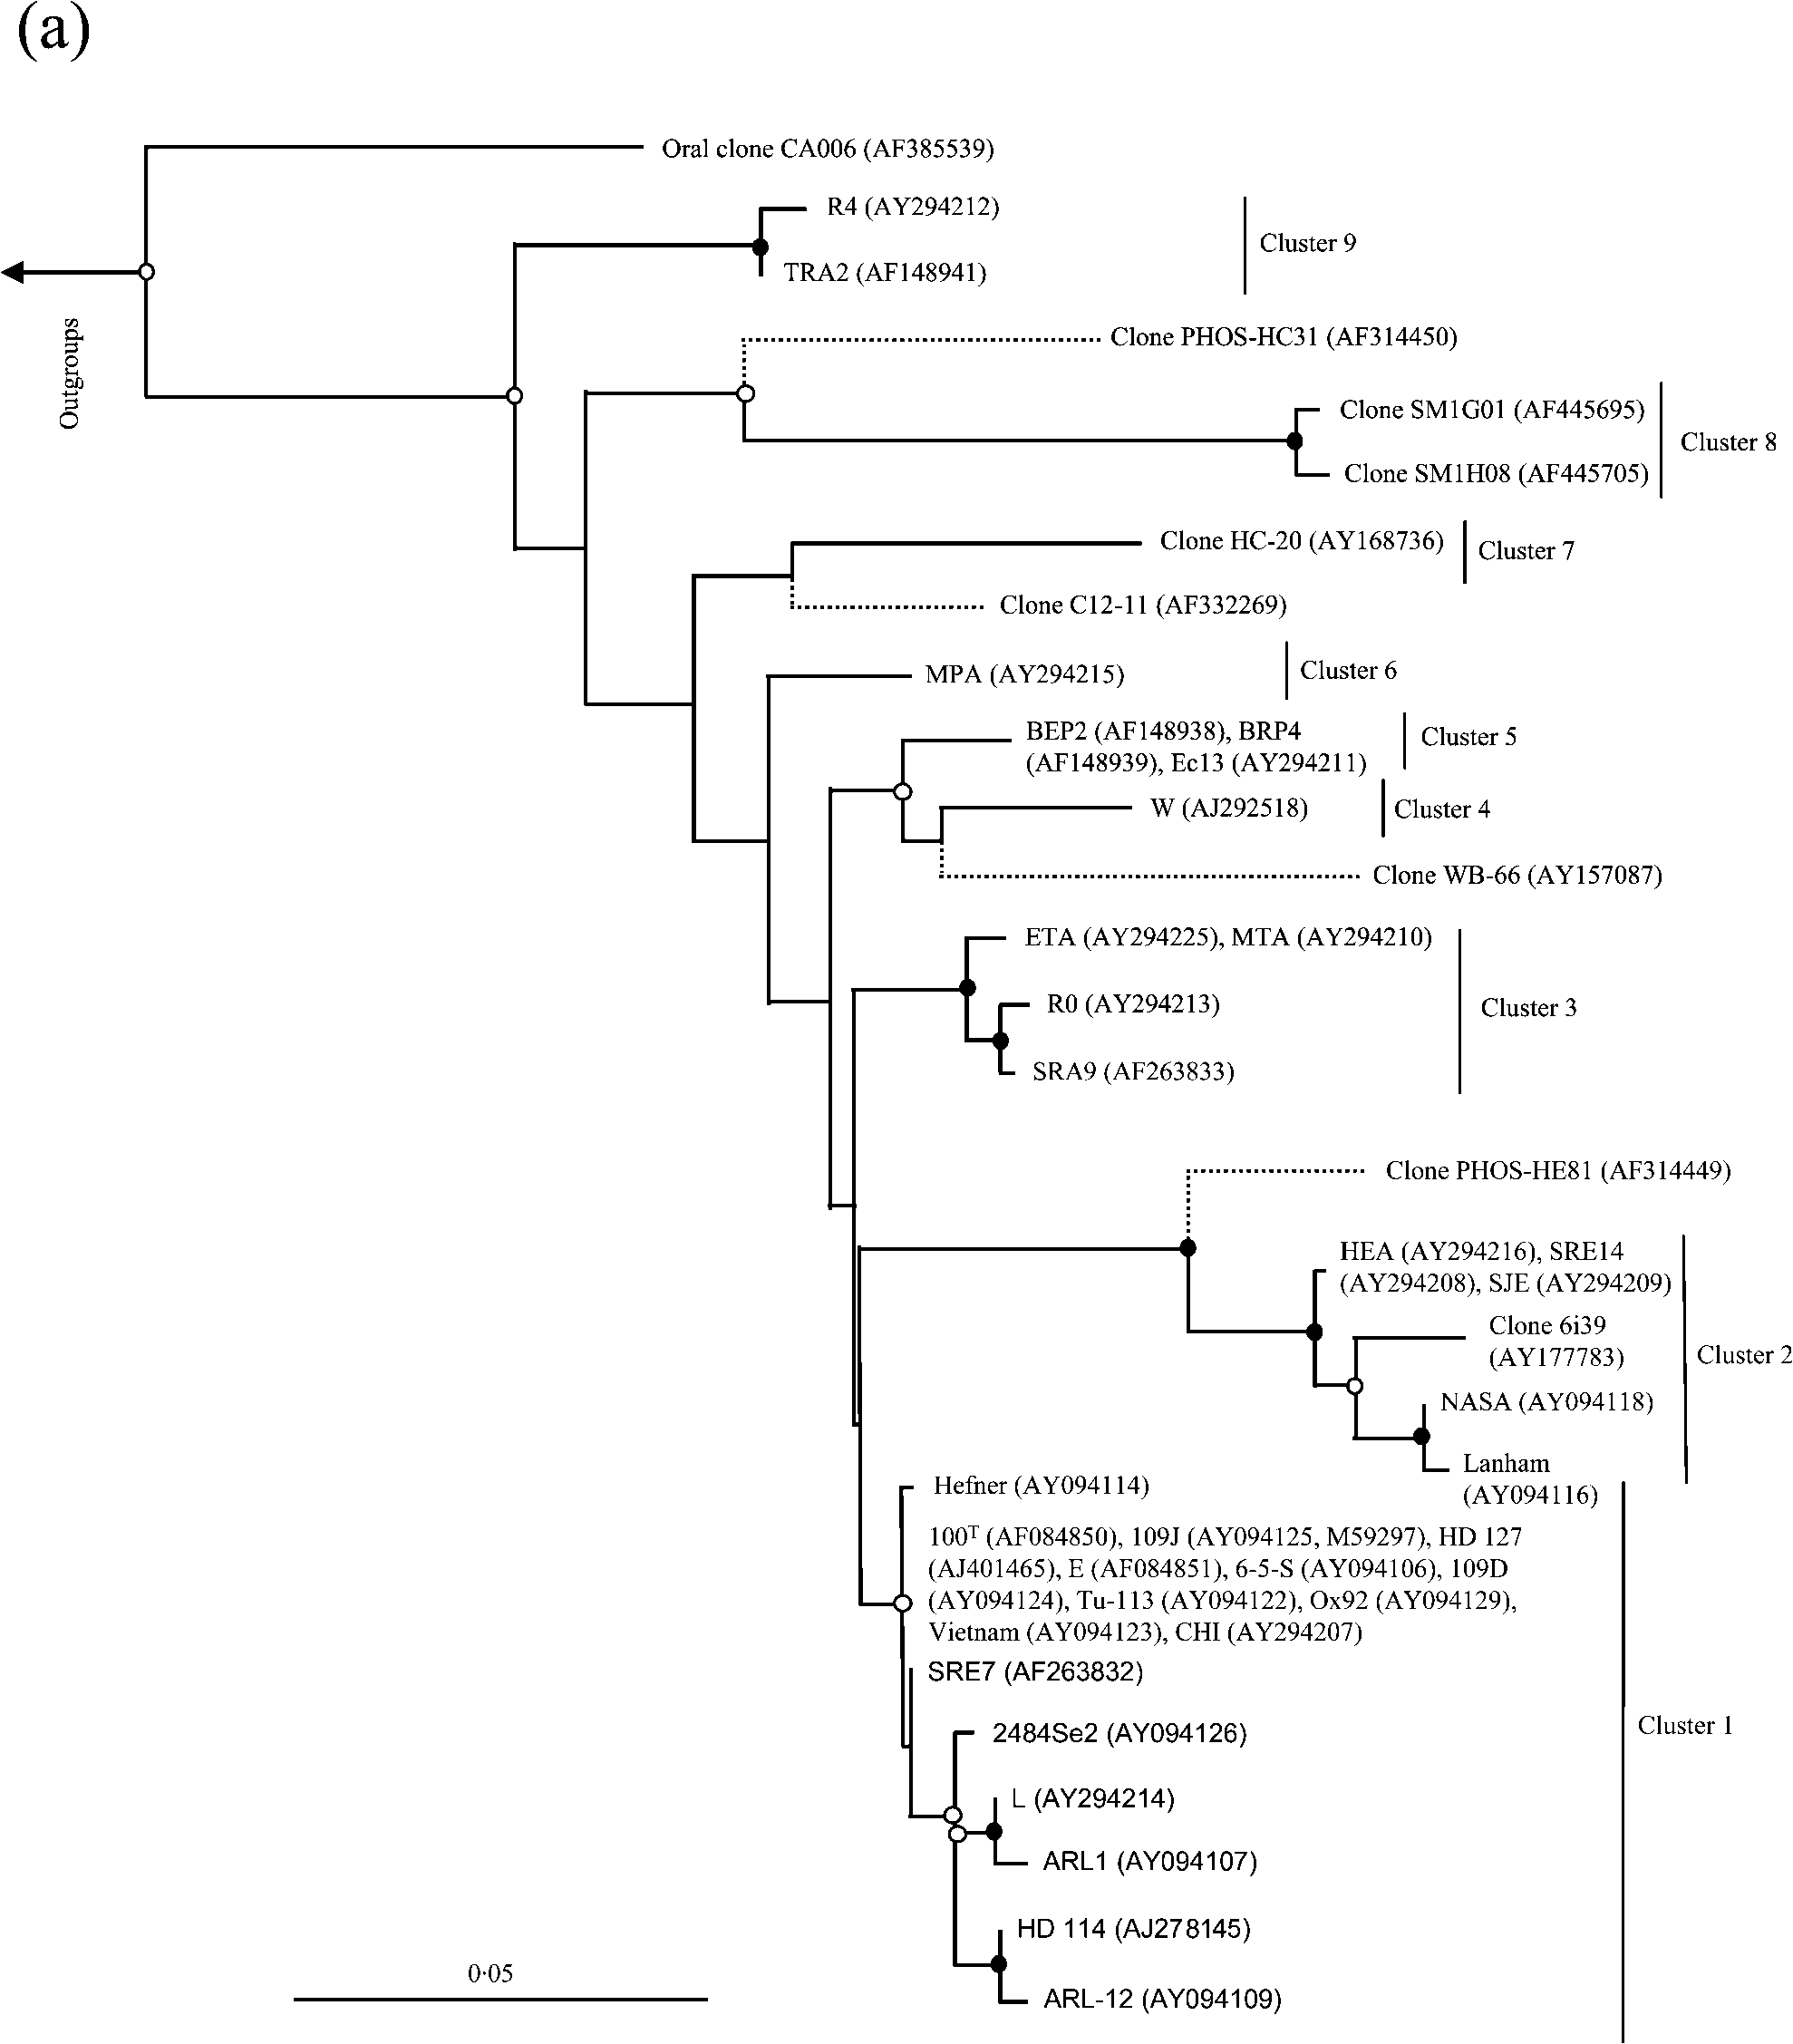 (a)
Oral clone CA006 (AF385539)
R4 (AY294212)
Cluster 9
TRA2 (AF148941)
Outgroups
Clone PHOS-HC31 (AF314450)
Clone SM1G01 (AF445695)
Cluster 8
Clone SM1H08 (AF445705)
Clone HC-20 (AY168736)
Cluster 7
Clone C12-11 (AF332269)
MPA (AY294215)
Cluster 6
BEP2 (AF148938), BRP4
(AF148939), Ec13 (AY294211)
Cluster 5
W (AJ292518)
Cluster 4
Clone WB-66 (AY157087)
ETA (AY294225), MTA (AY294210)
R0 (AY294213)
Cluster 3
SRA9 (AF263833)
Clone PHOS-HE81 (AF314449)
HEA (AY294216), SRE14
(AY294208), SJE (AY294209)
Clone 6i39
(AY177783)
Cluster 2
NASA (AY094118)
Lanham
(AY094116)
Hefner (AY094114)
100ᵀ (AF084850), 109J (AY094125, M59297), HD 127
(AJ401465), E (AF084851), 6-5-S (AY094106), 109D
(AY094124), Tu-113 (AY094122), Ox92 (AY094129),
Vietnam (AY094123), CHI (AY294207)
SRE7 (AF263832)
Cluster 1
2484Se2 (AY094126)
L (AY294214)
ARL1 (AY094107)
HD 114 (AJ278145)
0·05
ARL-12 (AY094109)